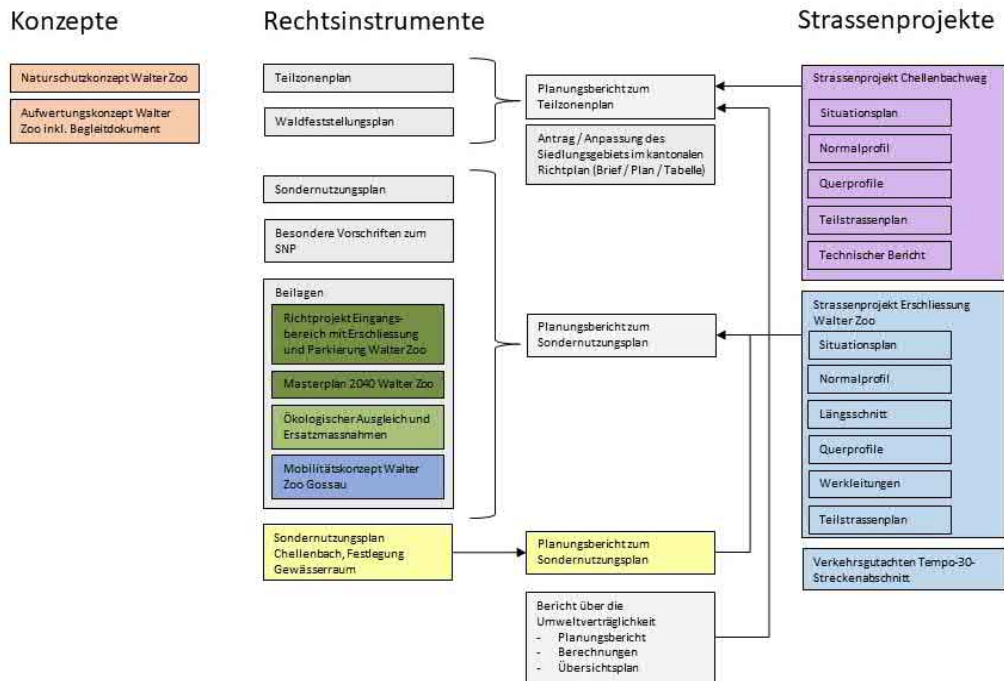 Konzepte
Naturschutzkonzept Walter Zoo
Aufwertungskonzept Walter
Zoo inkl. Begleitdokument
Rechtsinstrumente
Teilzonenplan
Waldfeststellungsplan
Sondernutzungsplan
Besondere Vorschriften zum
SNP
Beilagen
Richtprojekt Eingangs-
bereich mit Erschliessung
und Parkierung Walter Zoo
Masterplan 2040 Walter Zoo
Ökologischer Ausgleich und
Ersatzmassnahmen
Mobilitätskonzept Walter
Zoo Gossau
Sondernutzungsplan
Chellenbach, Festlegung
Gewässerraum
Planungsbericht zum
Teilzonenplan
Antrag / Anpassung des
Siedlungsgebiets im kantonalen
Richtplan (Brief / Plan / Tabelle)
Planungsbericht zum
Sondernutzungsplan
Planungsbericht zum
Sondernutzungsplan
Bericht über die
Umweltverträglichkeit
- Planungsbericht
- Berechnungen
- Übersichtsplan
Strassenprojekte
Strassenprojekt Chellenbachweg
Situationsplan
Normalprofil
Querprofile
Teilstrassenplan
Technischer Bericht
Strassenprojekt Erschliessung
Walter Zoo
Situationsplan
Normalprofil
Längsschnitt
Querprofile
Werkleitungen
Teilstrassenplan
Verkehrsgutachten Tempo-30-
Streckenabschnitt